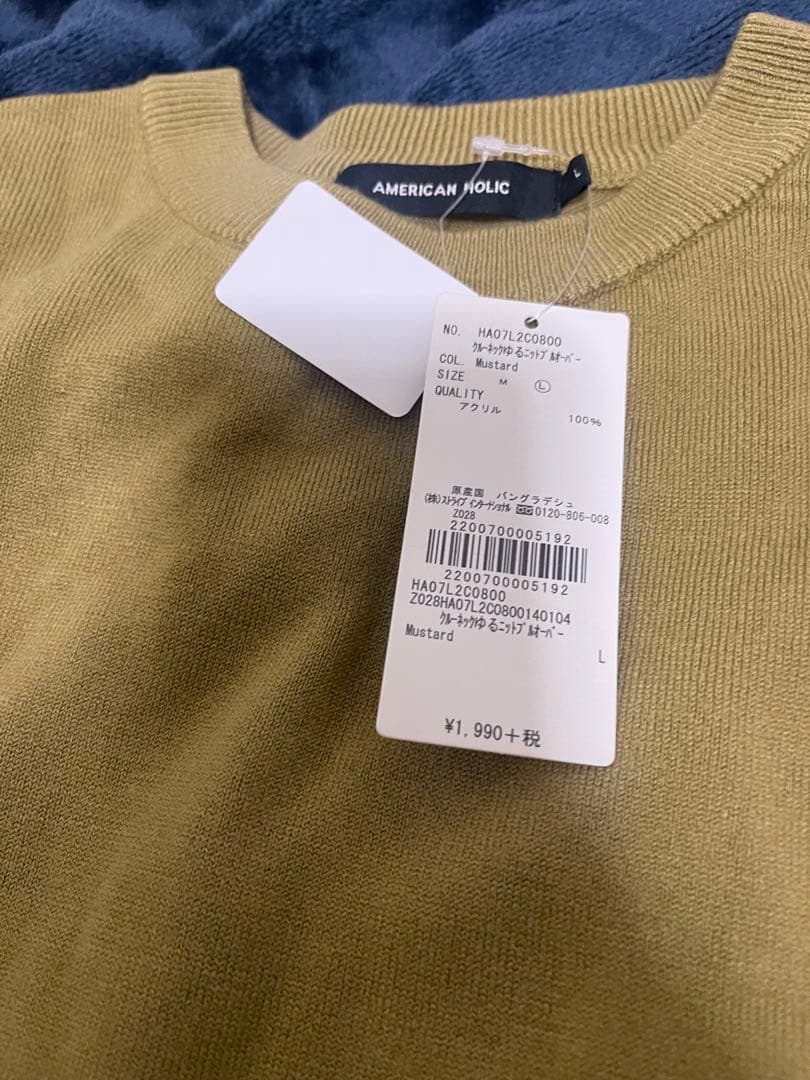 AMERICAN HOLIC
L
NO. HA07L2C0800
ｸﾙｰﾈｯｸゆるﾆｯﾄﾌﾟﾙｵｰﾊﾞｰ
COL. Mustard
SIZE M Ⓛ
QUALITY
アクリル 100%
原産国 バングラデシュ
(株)ｽﾄﾗｲﾌﾟ ｲﾝﾀｰﾅｼｮﾅﾙ 0120-806-008
Z028
2200700005192
2200700005192
HA07L2C0800
Z028HA07L2C0800140104
ｸﾙｰﾈｯｸゆるﾆｯﾄﾌﾟﾙｵｰﾊﾞｰ
Mustard
L
¥1,990+税